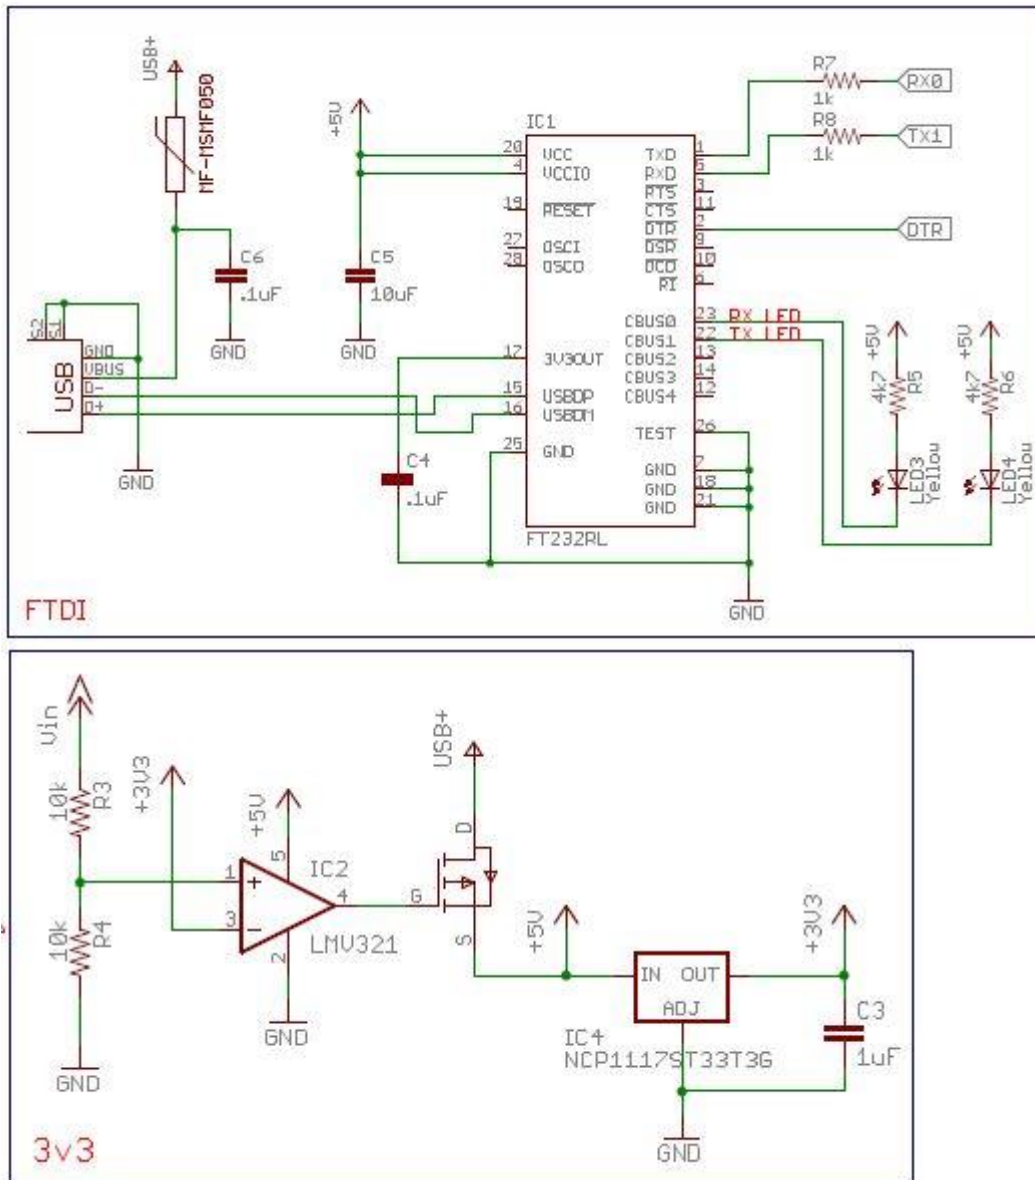 USB+
MF-MSMF050
C6
.1uF
GND
+5V
C5
10uF
GND
S2
S1
GND
VBUS
D-
D+
USB
GND
C4
.1uF
IC1
20 VCC
4 VCCIO
19 RESET
27 OSCI
28 OSCO
17 3V3OUT
15 USBDP
16 USBDM
25 GND
TXD 1
RXD 5
RTS 3
CTS 11
DTR 2
DSR 9
DCD 10
RI 6
CBUS0 23
CBUS1 22
CBUS2 13
CBUS3 14
CBUS4 12
TEST 26
GND 7
GND 18
GND 21
FT232RL
R7
1k
RX0
R8
1k
TX1
DTR
RX LED
TX LED
+5V
4k7
R5
LED3
Yellow
+5V
4k7
R6
LED4
Yellow
GND
FTDI
Vin
10k
R3
10k
R4
GND
+3V3
+5V
1
3
5
2
4
IC2
LMV321
GND
USB+
D
G
S
+5V
IN OUT
ADJ
IC4
NCP1117ST33T3G
GND
+3V3
C3
1uF
3v3